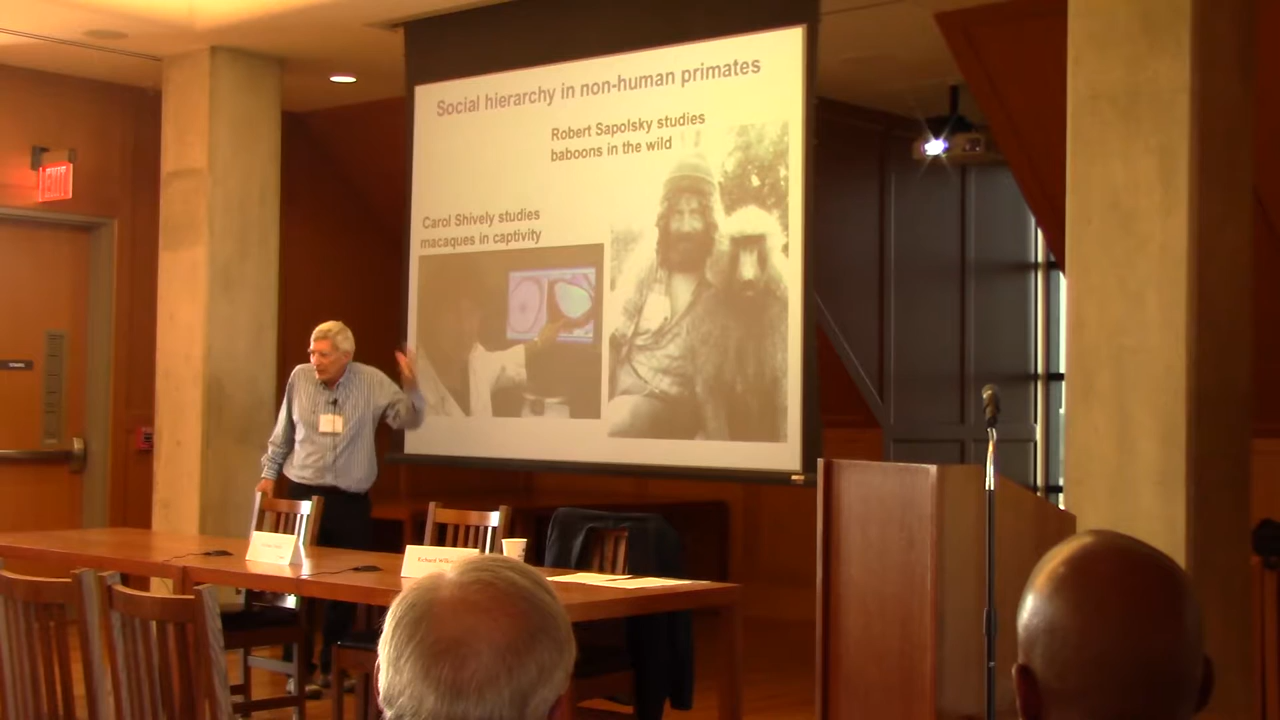 Social hierarchy in non-human primates
Robert Sapolsky studies
baboons in the wild
Carol Shively studies
macaques in captivity
EXIT
Richard